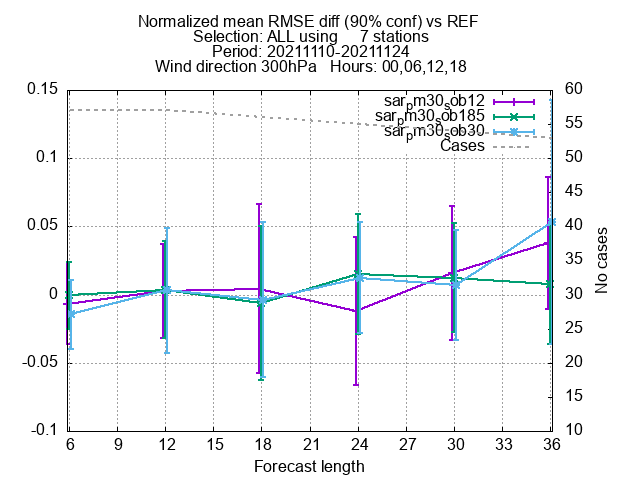 Normalized mean RMSE diff (90% conf) vs REF
Selection: ALL using     7 stations
Period: 20211110-20211124
Wind direction 300hPa   Hours: 00,06,12,18
sar_pm30_sob12
sar_pm30_sob185
sar_pm30_sob30
Cases
0.15
0.1
0.05
0
-0.05
-0.1
60
55
50
45
40
35
30
25
20
15
10
No cases
6 9 12 15 18 21 24 27 30 33 36
Forecast length